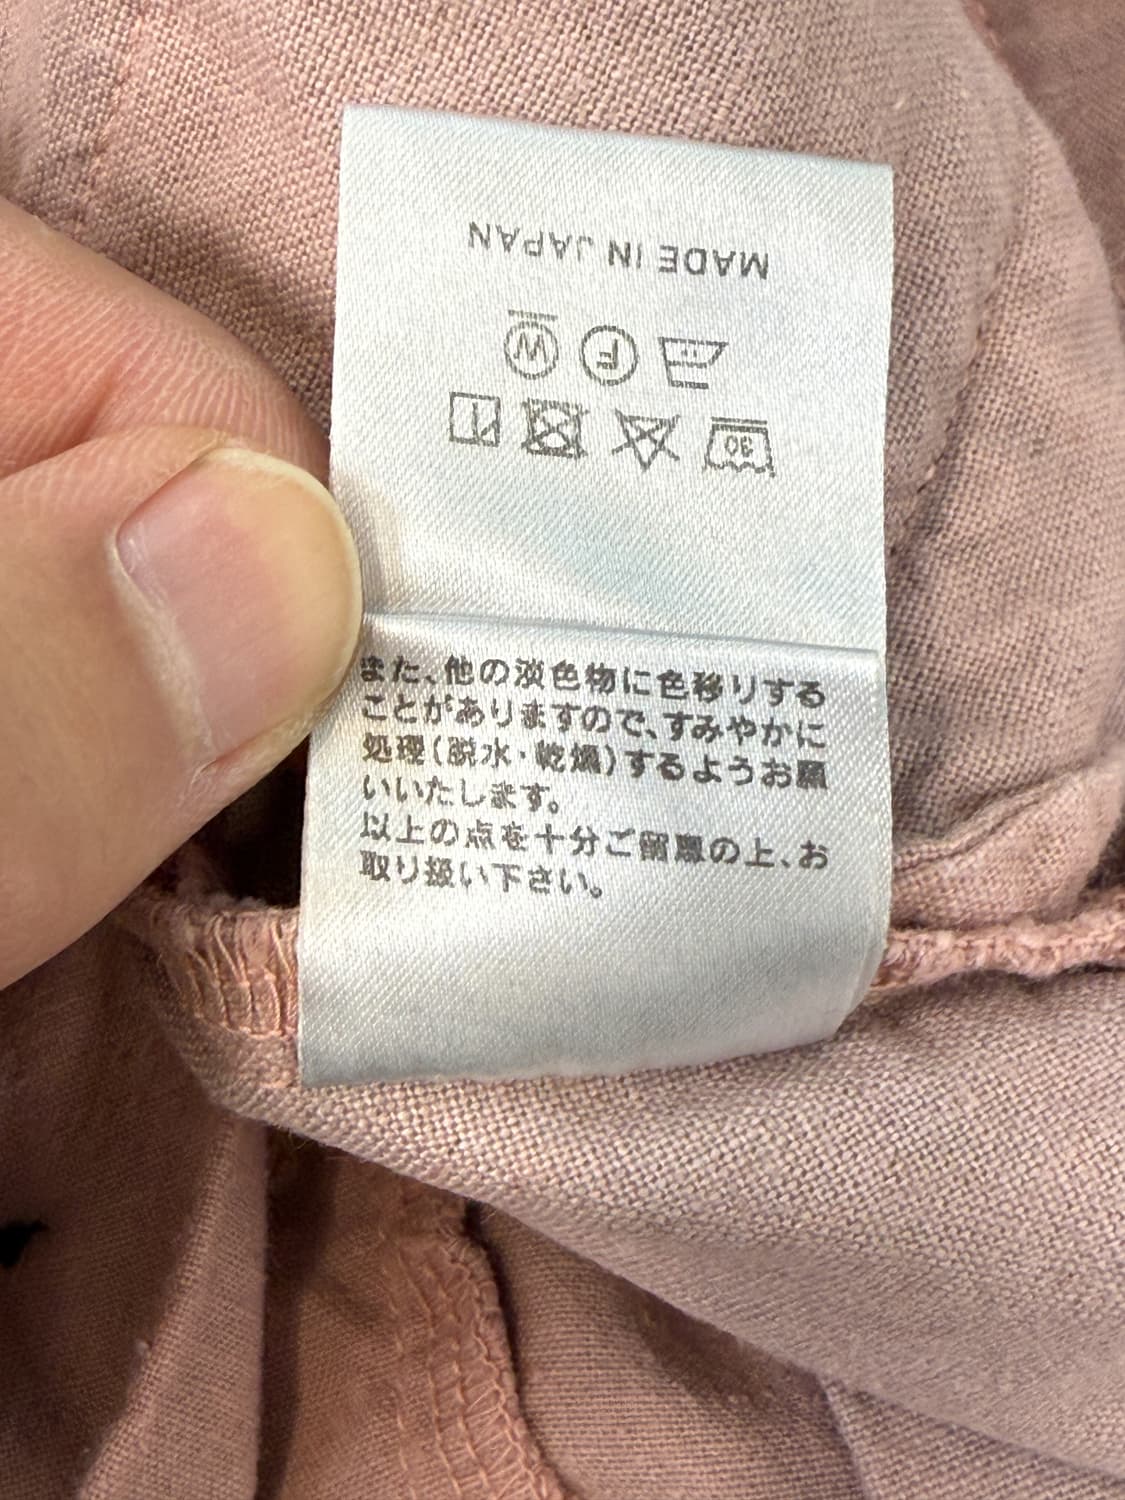 MADE IN JAPAN
W F
30
また、他の淡色物に色移りする
ことがありますので、すみやかに
処理(脱水・乾燥)するようお願
いいたします。
以上の点を十分ご留意の上、お
取り扱い下さい。